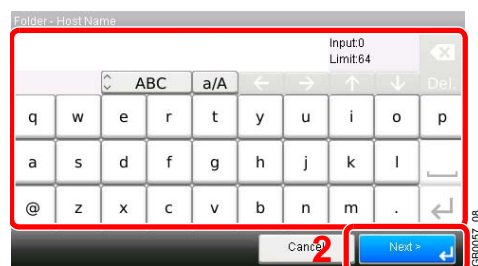 Folder - Host Name
Input:0
Limit:64
ABC a/A ← → ↑ ↓ Del.
q w e r t y u i o p
a s d f g h j k l
@ z x c v b n m .
Cancel 2 Next >
GB0057_08